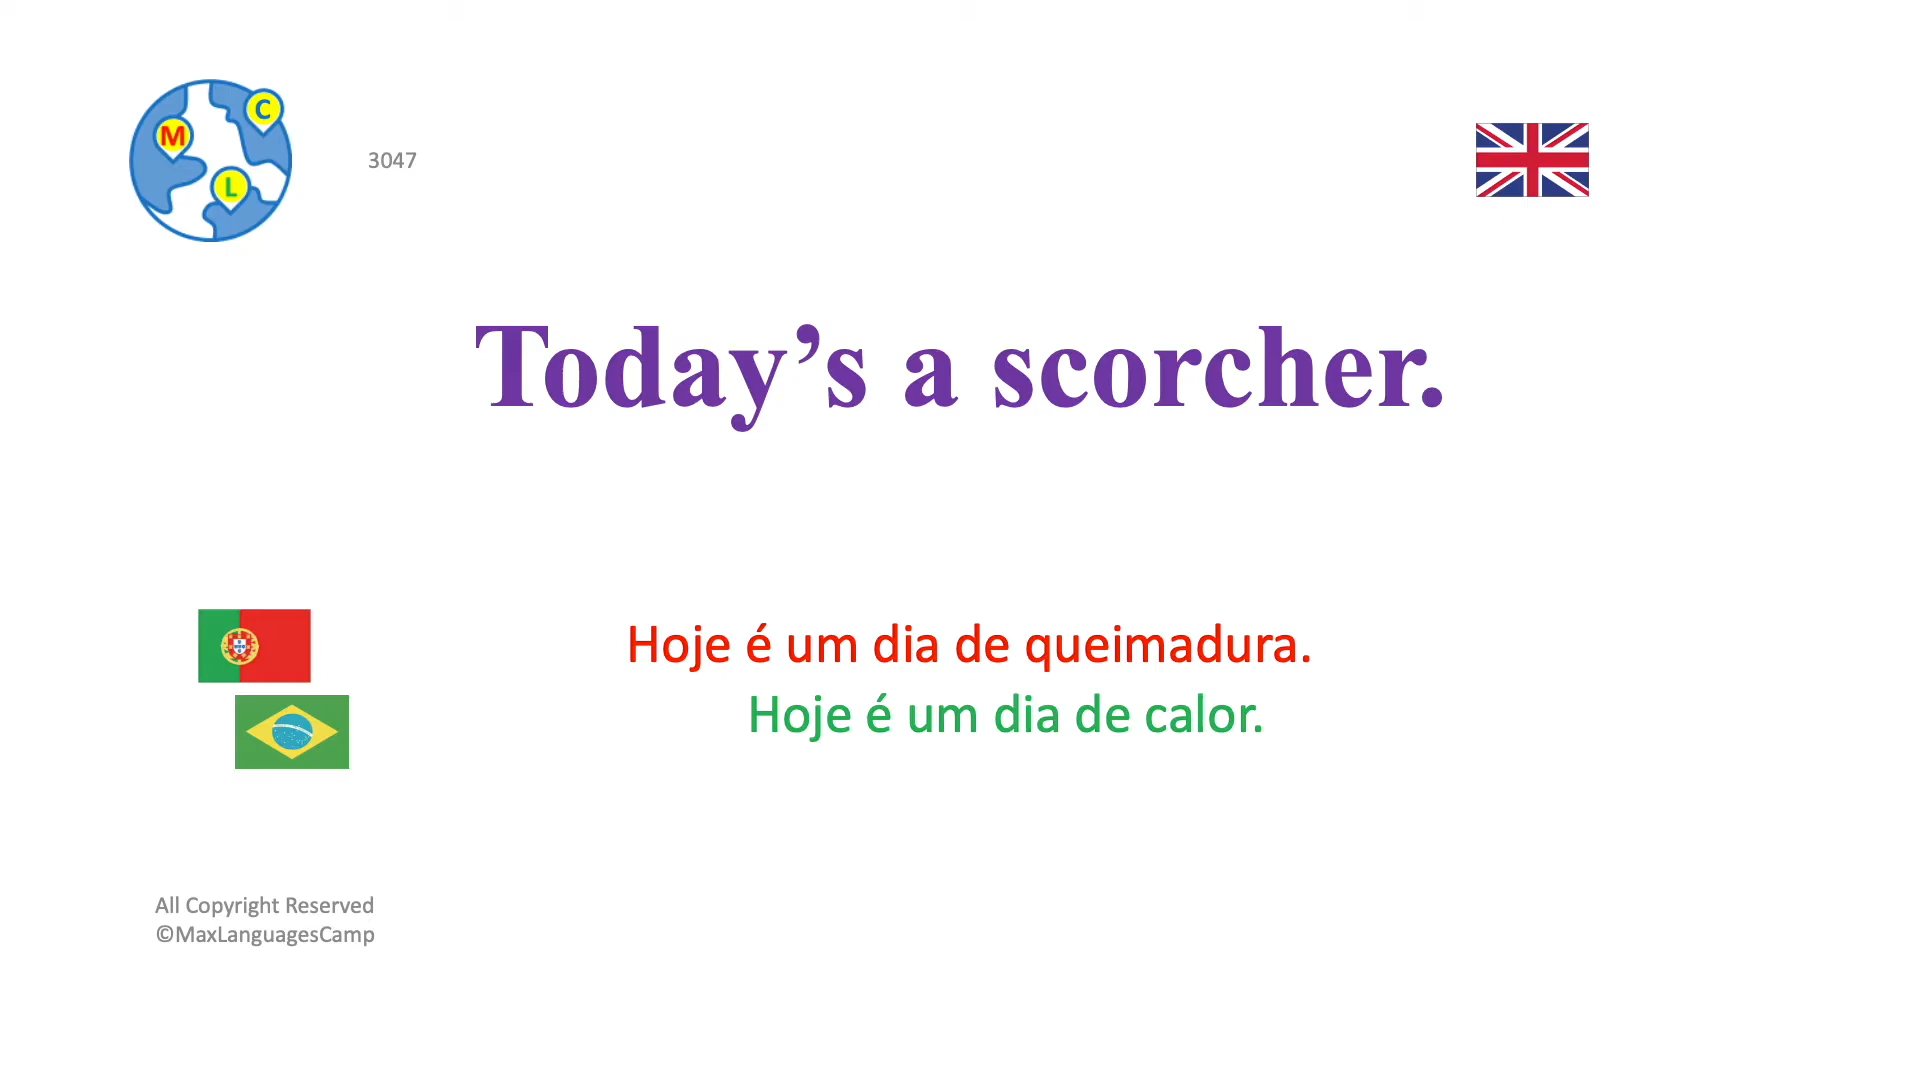 M
C
L
3047
Today’s a scorcher.
Hoje é um dia de queimadura.
Hoje é um dia de calor.
All Copyright Reserved
©MaxLanguagesCamp